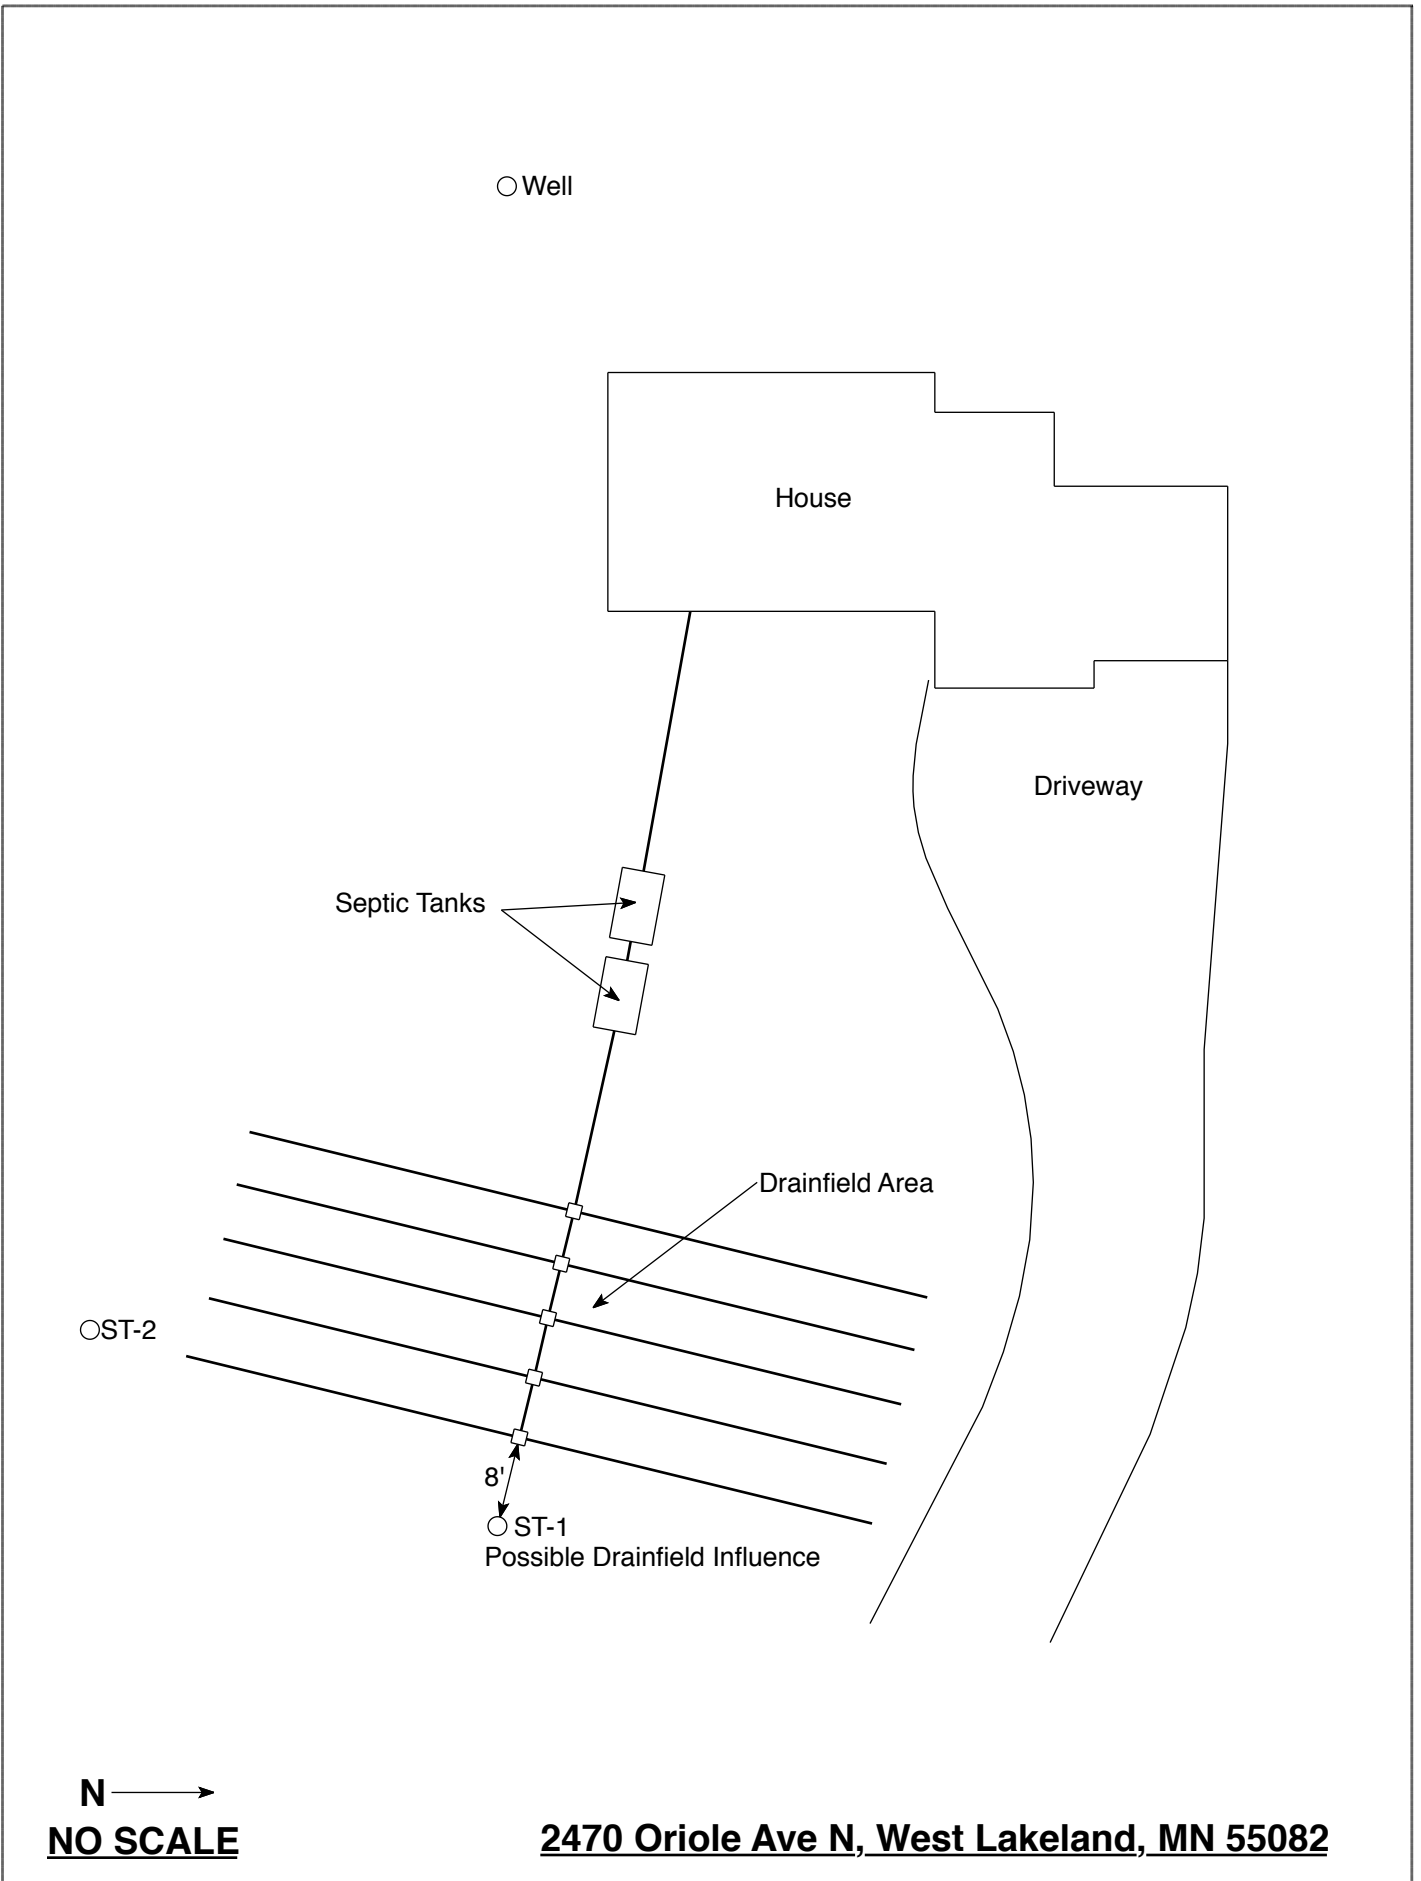 Well
House
Driveway
Septic Tanks
Drainfield Area
ST-2
8'
ST-1
Possible Drainfield Influence
N
NO SCALE
2470 Oriole Ave N, West Lakeland, MN 55082